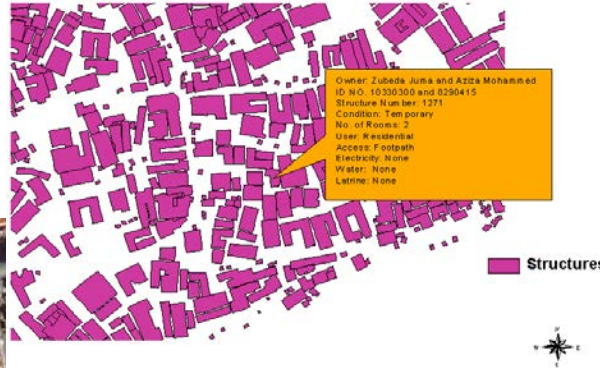 Owner: Zubeda Juma and Aziza Mohammed
ID NO. 10330300 and 0290415
Structure Number: 1271
Condition: Temporary
No. of Rooms: 2
User: Residential
Access: Footpath
Electricity: None
Water: None
Latrine: None
Structures
N
W E
S